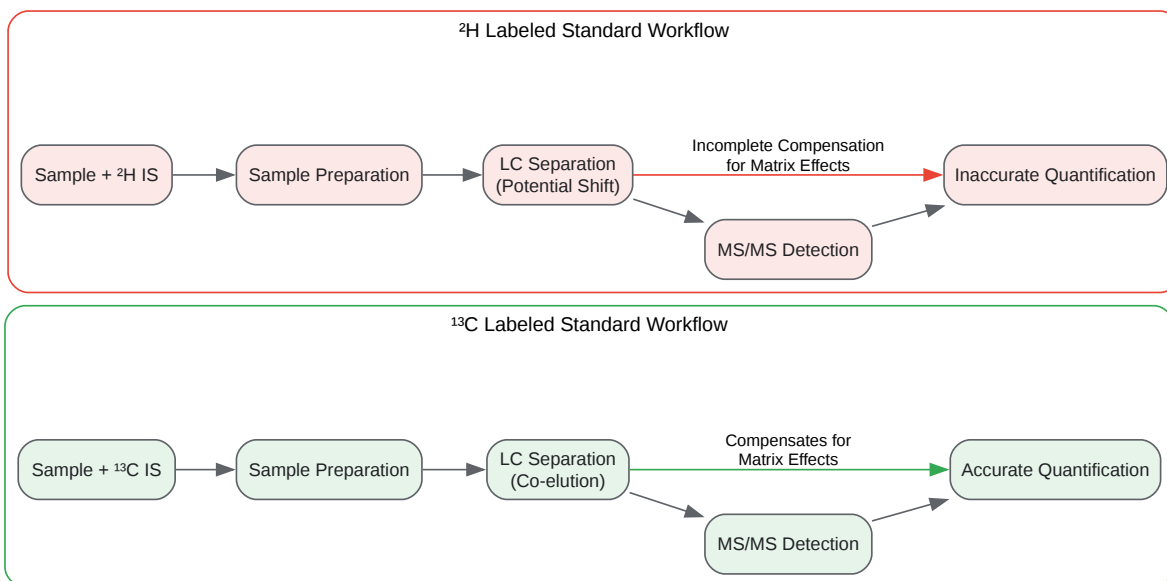 ²H Labeled Standard Workflow
Sample + ²H IS
Sample Preparation
LC Separation
(Potential Shift)
Incomplete Compensation
for Matrix Effects
MS/MS Detection
Inaccurate Quantification
¹³C Labeled Standard Workflow
Sample + ¹³C IS
Sample Preparation
LC Separation
(Co-elution)
Compensates for
Matrix Effects
MS/MS Detection
Accurate Quantification